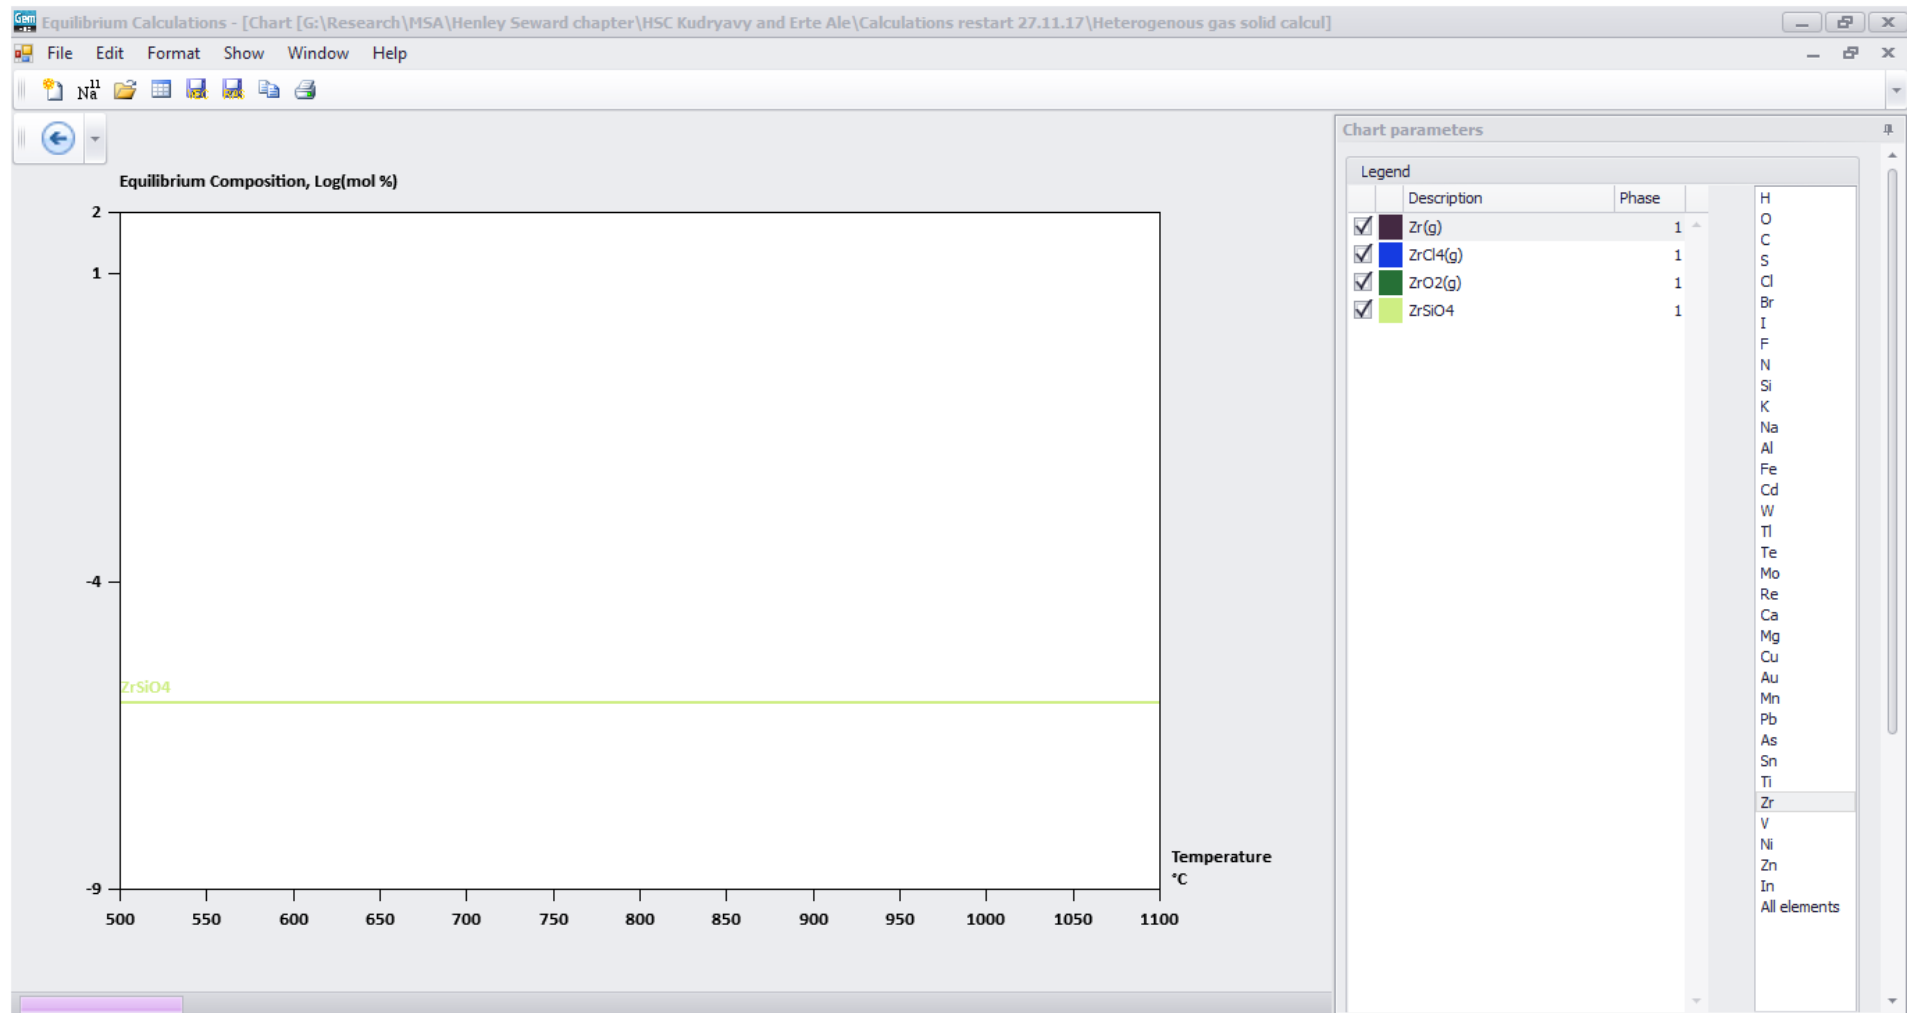 Gem Equilibrium Calculations - [Chart [G:\Research\MSA\Henley Seward chapter\HSC Kudryavy and Erte Ale\Calculations restart 27.11.17\Heterogenous gas solid calcul]
File Edit Format Show Window Help
Na 11
Chart parameters
Equilibrium Composition, Log(mol %)
2
1
-4
-9
ZrSiO4
500 550 600 650 700 750 800 850 900 950 1000 1050 1100
Temperature
°C
Legend
Description Phase
Zr(g) 1
ZrCl4(g) 1
ZrO2(g) 1
ZrSiO4 1
H
O
C
S
Cl
Br
I
F
N
Si
K
Na
Al
Fe
Cd
W
Tl
Te
Mo
Re
Ca
Mg
Cu
Au
Mn
Pb
As
Sn
Ti
Zr
V
Ni
Zn
In
All elements